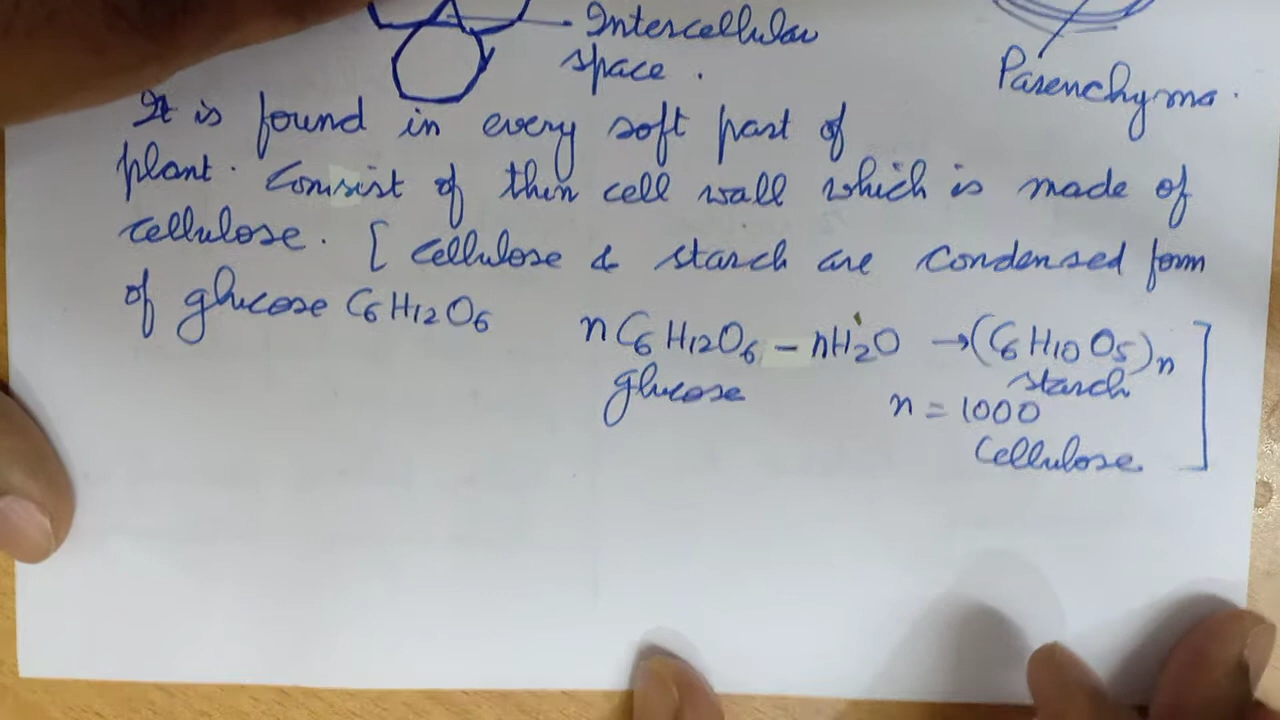 Intercellular
space.
Parenchyma.
It is found in every soft part of
plant. Consist of thin cell wall which is made of
cellulose. [ cellulose & starch are condensed form
of glucose C6H12O6
nC6H12O6 - nH2O → (C6H10O5)n
glucose
starch
n = 1000
cellulose ]